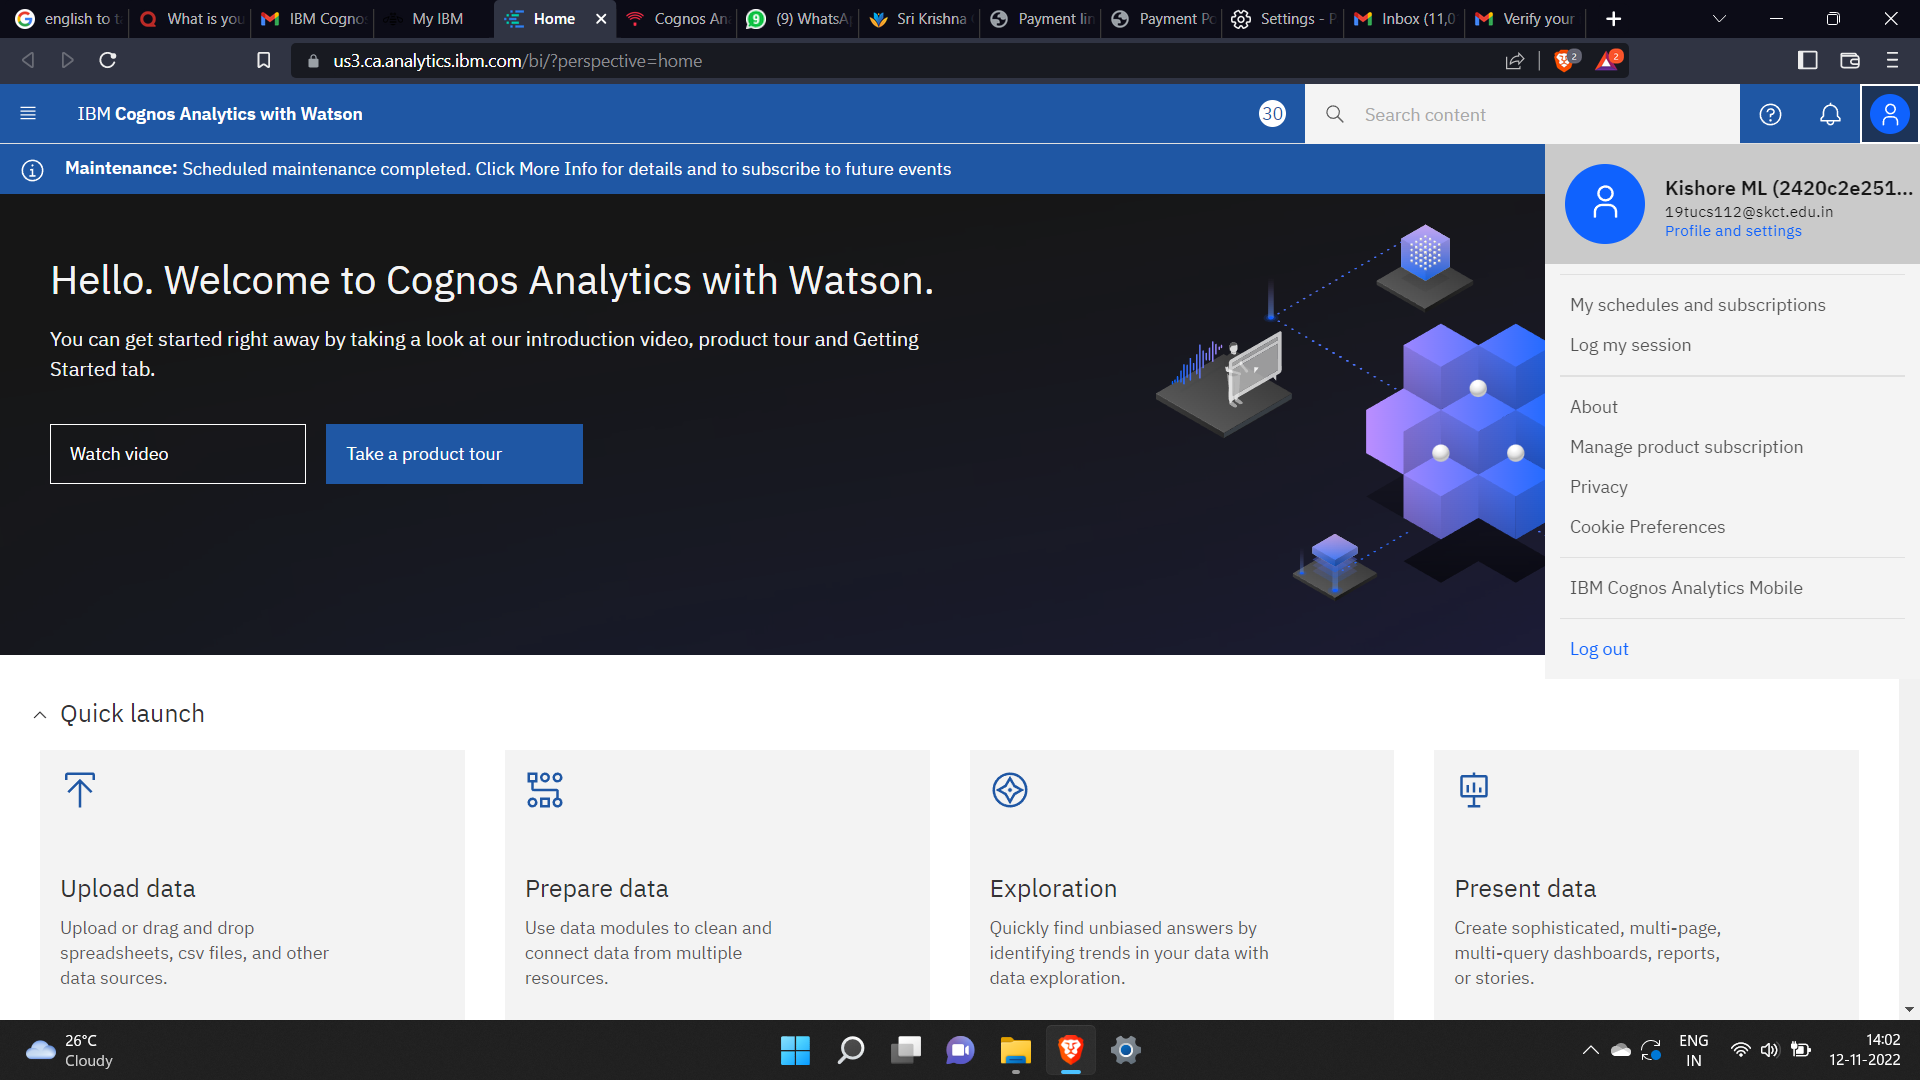 english to t
What is you
IBM Cogno
My IBM
Home
Cognos An
(9) WhatsA
Sri Krishna
Payment lin
Payment Po
Settings - P
Inbox (11,0
Verify your
us3.ca.analytics.ibm.com/bi/?perspective=home
2
2
IBM Cognos Analytics with Watson
30
Search content
Maintenance: Scheduled maintenance completed. Click More Info for details and to subscribe to future events
Kishore ML (2420c2e251...
19tucs112@skct.edu.in
Profile and settings
My schedules and subscriptions
Log my session
About
Manage product subscription
Privacy
Cookie Preferences
IBM Cognos Analytics Mobile
Log out
Hello. Welcome to Cognos Analytics with Watson.
You can get started right away by taking a look at our introduction video, product tour and Getting
Started tab.
Watch video
Take a product tour
Quick launch
Upload data
Upload or drag and drop
spreadsheets, csv files, and other
data sources.
Prepare data
Use data modules to clean and
connect data from multiple
resources.
Exploration
Quickly find unbiased answers by
identifying trends in your data with
data exploration.
Present data
Create sophisticated, multi-page,
multi-query dashboards, reports,
or stories.
26°C
Cloudy
ENG
IN
14:02
12-11-2022